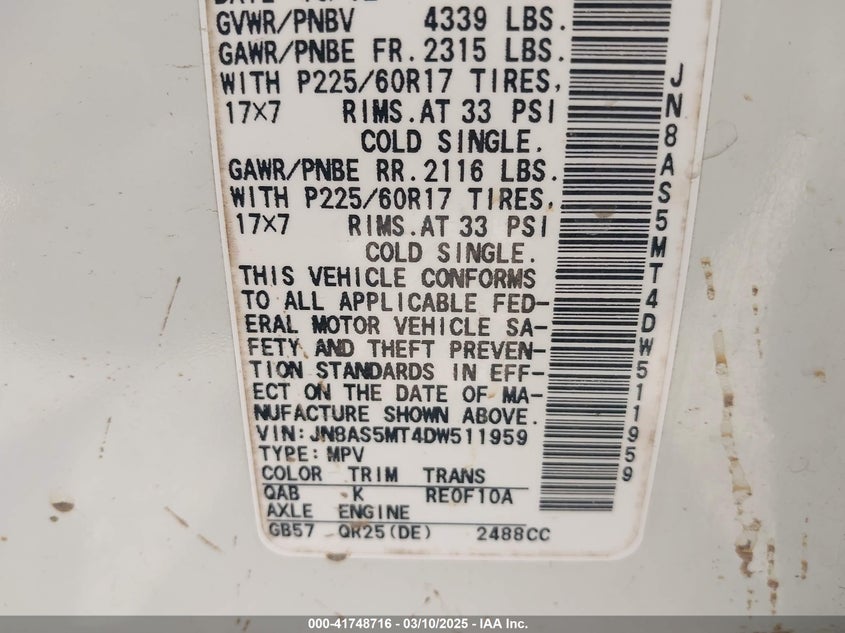 GVWR/PNBV 4339 LBS.
GAWR/PNBE FR. 2315 LBS.
WITH P225/60R17 TIRES,
17×7 RIMS. AT 33 PSI
COLD SINGLE.
GAWR/PNBE RR. 2116 LBS.
WITH P225/60R17 TIRES,
17×7 RIMS. AT 33 PSI
COLD SINGLE.
THIS VEHICLE CONFORMS
TO ALL APPLICABLE FED-
ERAL MOTOR VEHICLE SA-
FETY AND THEFT PREVEN-
TION STANDARDS IN EFF-
ECT ON THE DATE OF MA-
NUFACTURE SHOWN ABOVE.
VIN: JN8AS5MT4DW511959
TYPE: MPV
COLOR TRIM TRANS
QAB K RE0F10A
AXLE ENGINE
GB57 QR25(DE) 2488CC
JN8AS5MT4DW511959
000-41748716 — 03/10/2025 — IAA Inc.